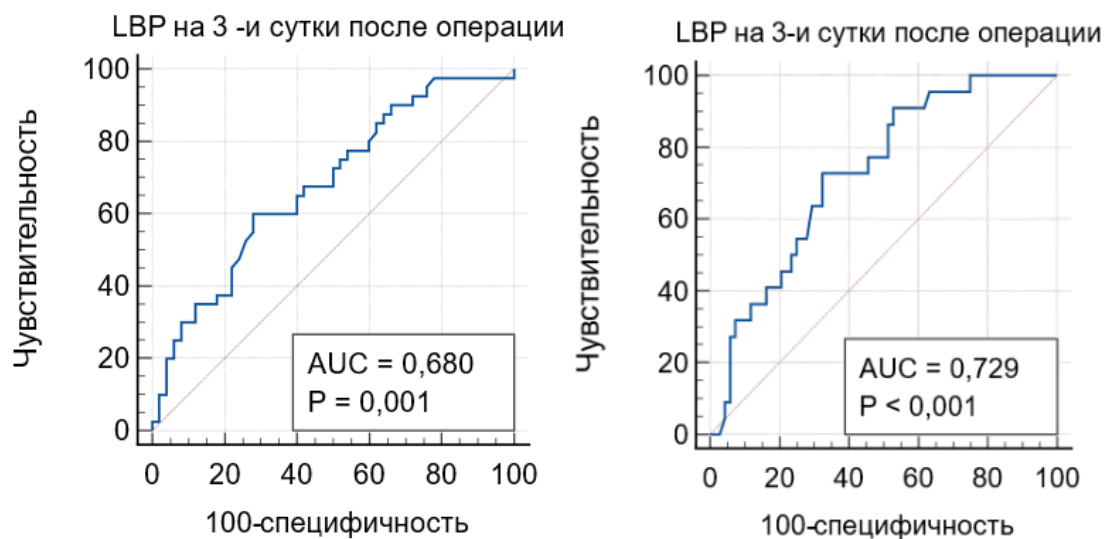 LBP на 3 -и сутки после операции
Чувствительность
100
80
60
40
20
0
AUC = 0,680
P = 0,001
0 20 40 60 80 100
100-специфичность
LBP на 3-и сутки после операции
Чувствительность
100
80
60
40
20
0
AUC = 0,729
P < 0,001
0 20 40 60 80 100
100-специфичность